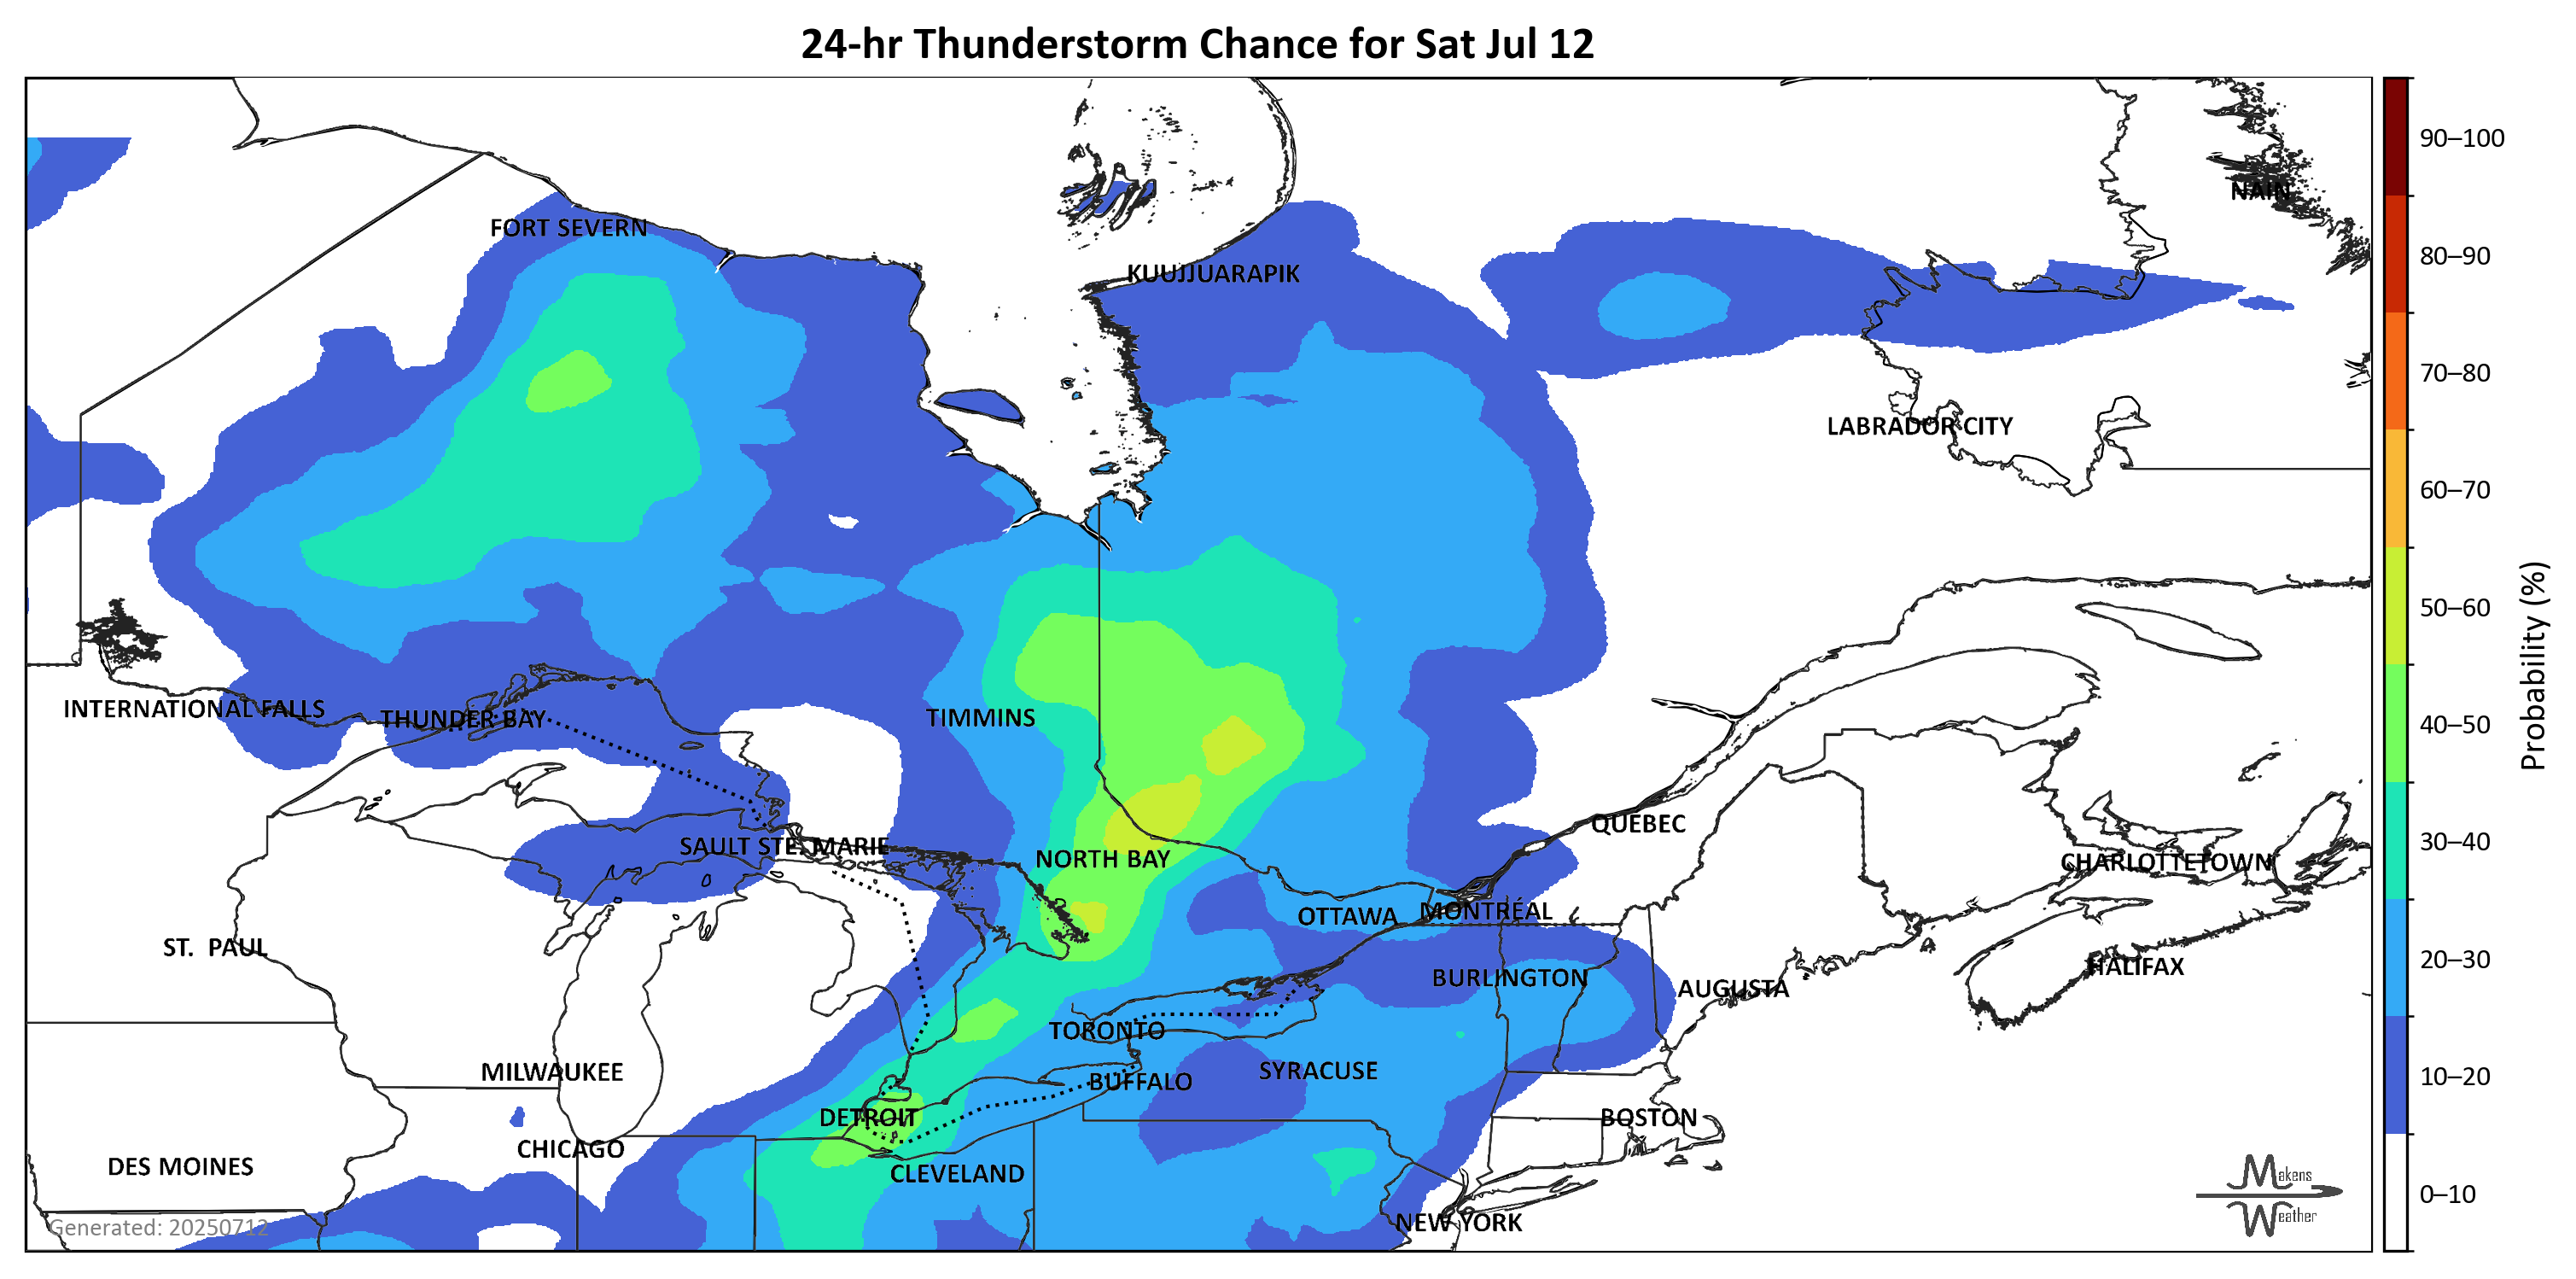 24-hr Thunderstorm Chance for Sat Jul 12
90–100
NAIN
FORT SEVERN
80–90
KUUJJUARAPIK
70–80
LABRADOR CITY
60–70
50–60
INTERNATIONAL FALLS
THUNDER BAY
TIMMINS
40–50
Probability (%)
QUEBEC
SAULT STE. MARIE
30–40
NORTH BAY
CHARLOTTETOWN
OTTAWA
MONTRÉAL
ST. PAUL
20–30
HALIFAX
BURLINGTON
AUGUSTA
TORONTO
MILWAUKEE
SYRACUSE
10–20
BUFFALO
DETROIT
BOSTON
CHICAGO
DES MOINES
CLEVELAND
Makens
Weather
0–10
NEW YORK
Generated: 20250712